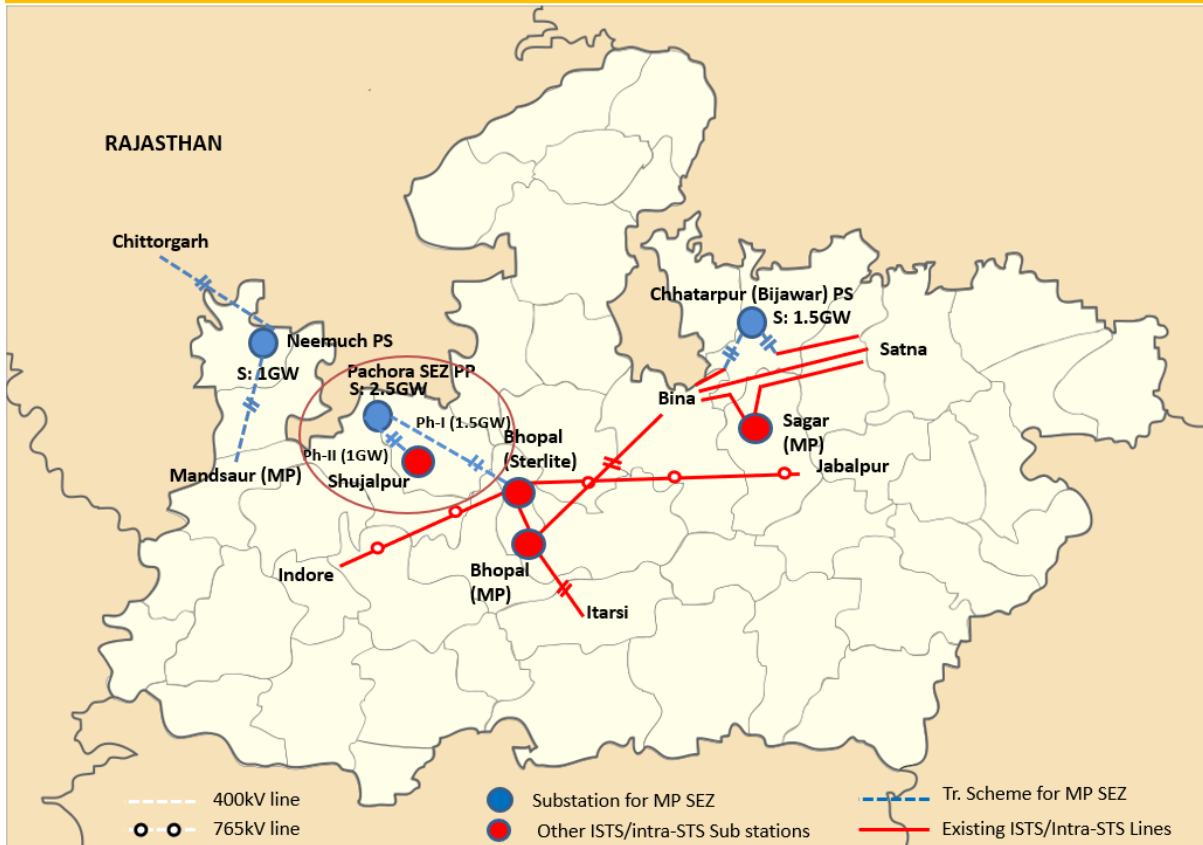 RAJASTHAN
Chittorgarh
Chhatarpur (Bijawar) PS
S: 1.5GW
Neemuch PS
S: 1GW
Satna
Pachora SEZ PP
S: 2.5GW
Bina
Ph-I (1.5GW)
Sagar
(MP)
Bhopal
(Sterlite)
Ph-II (1GW)
Shujalpur
Mandsaur (MP)
Jabalpur
Indore
Bhopal
(MP)
Itarsi
400kV line
Substation for MP SEZ
Tr. Scheme for MP SEZ
765kV line
Other ISTS/intra-STS Sub stations
Existing ISTS/Intra-STS Lines